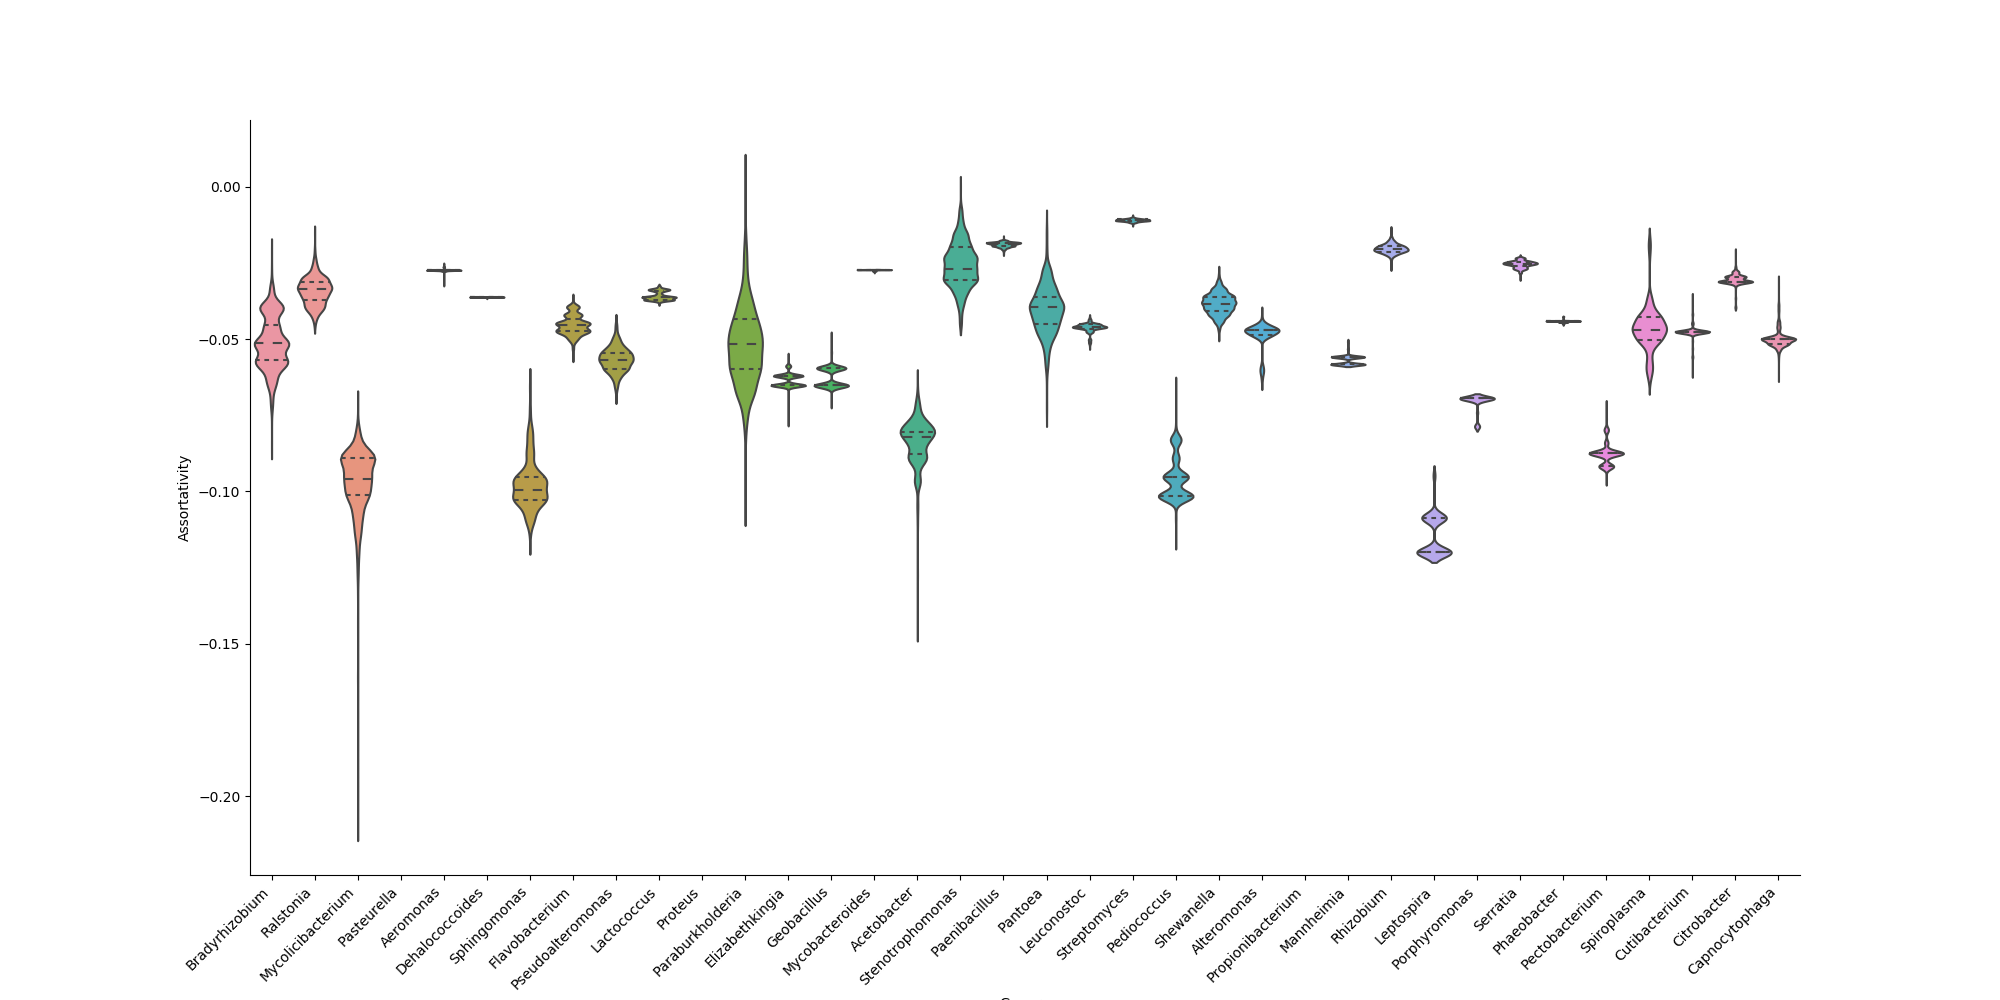 0.00
−0.05
−0.10
−0.15
−0.20
Assortativity
Bradyrhizobium
Ralstonia
Mycolicibacterium
Pasteurella
Aeromonas
Dehalococcoides
Sphingomonas
Flavobacterium
Pseudoalteromonas
Lactococcus
Proteus
Paraburkholderia
Elizabethkingia
Geobacillus
Mycobacteroides
Acetobacter
Stenotrophomonas
Paenibacillus
Pantoea
Leuconostoc
Streptomyces
Pediococcus
Shewanella
Alteromonas
Propionibacterium
Mannheimia
Rhizobium
Leptospira
Porphyromonas
Serratia
Phaeobacter
Pectobacterium
Spiroplasma
Cutibacterium
Citrobacter
Capnocytophaga